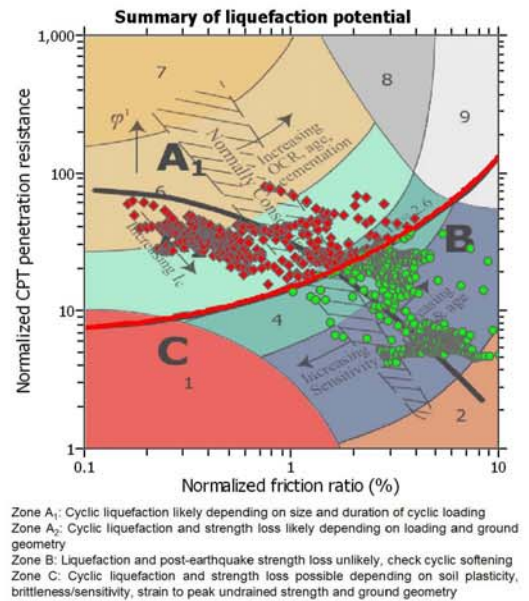 Summary of liquefaction potential
1,000
7
8
9
φ'
Increasing
OCR, age,
cementation
Normally
100
A1
6
2.6
B
Increasing Ic
Normalized CPT penetration resistance
10
4
age
C
1
Increasing
Sensitivity
2
1
0.1
1
10
Normalized friction ratio (%)
Zone A1: Cyclic liquefaction likely depending on size and duration of cyclic loading
Zone A2: Cyclic liquefaction and strength loss likely depending on loading and ground
geometry
Zone B: Liquefaction and post-earthquake strength loss unlikely, check cyclic softening
Zone C: Cyclic liquefaction and strength loss possible depending on soil plasticity,
brittleness/sensitivity, strain to peak undrained strength and ground geometry